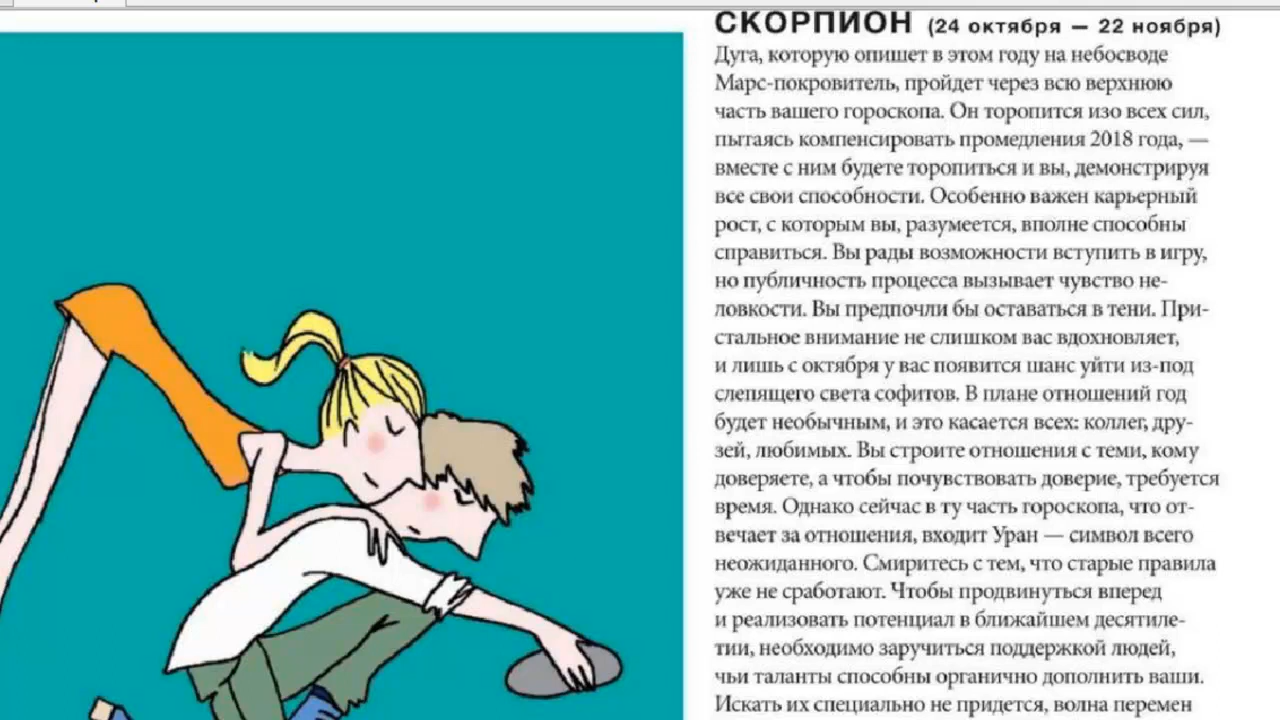 СКОРПИОН (24 октября — 22 ноября)
Дуга, которую опишет в этом году на небосводе
Марс-покровитель, пройдет через всю верхнюю
часть вашего гороскопа. Он торопится изо всех сил,
пытаясь компенсировать промедления 2018 года, —
вместе с ним будете торопиться и вы, демонстрируя
все свои способности. Особенно важен карьерный
рост, с которым вы, разумеется, вполне способны
справиться. Вы рады возможности вступить в игру,
но публичность процесса вызывает чувство не-
ловкости. Вы предпочли бы оставаться в тени. При-
стальное внимание не слишком вас вдохновляет,
и лишь с октября у вас появится шанс уйти из-под
слепящего света софитов. В плане отношений год
будет необычным, и это касается всех: коллег, дру-
зей, любимых. Вы строите отношения с теми, кому
доверяете, а чтобы почувствовать доверие, требуется
время. Однако сейчас в ту часть гороскопа, что от-
вечает за отношения, входит Уран — символ всего
неожиданного. Смиритесь с тем, что старые правила
уже не сработают. Чтобы продвинуться вперед
и реализовать потенциал в ближайшем десятиле-
тии, необходимо заручиться поддержкой людей,
чьи таланты способны органично дополнить ваши.
Искать их специально не придется, волна перемен